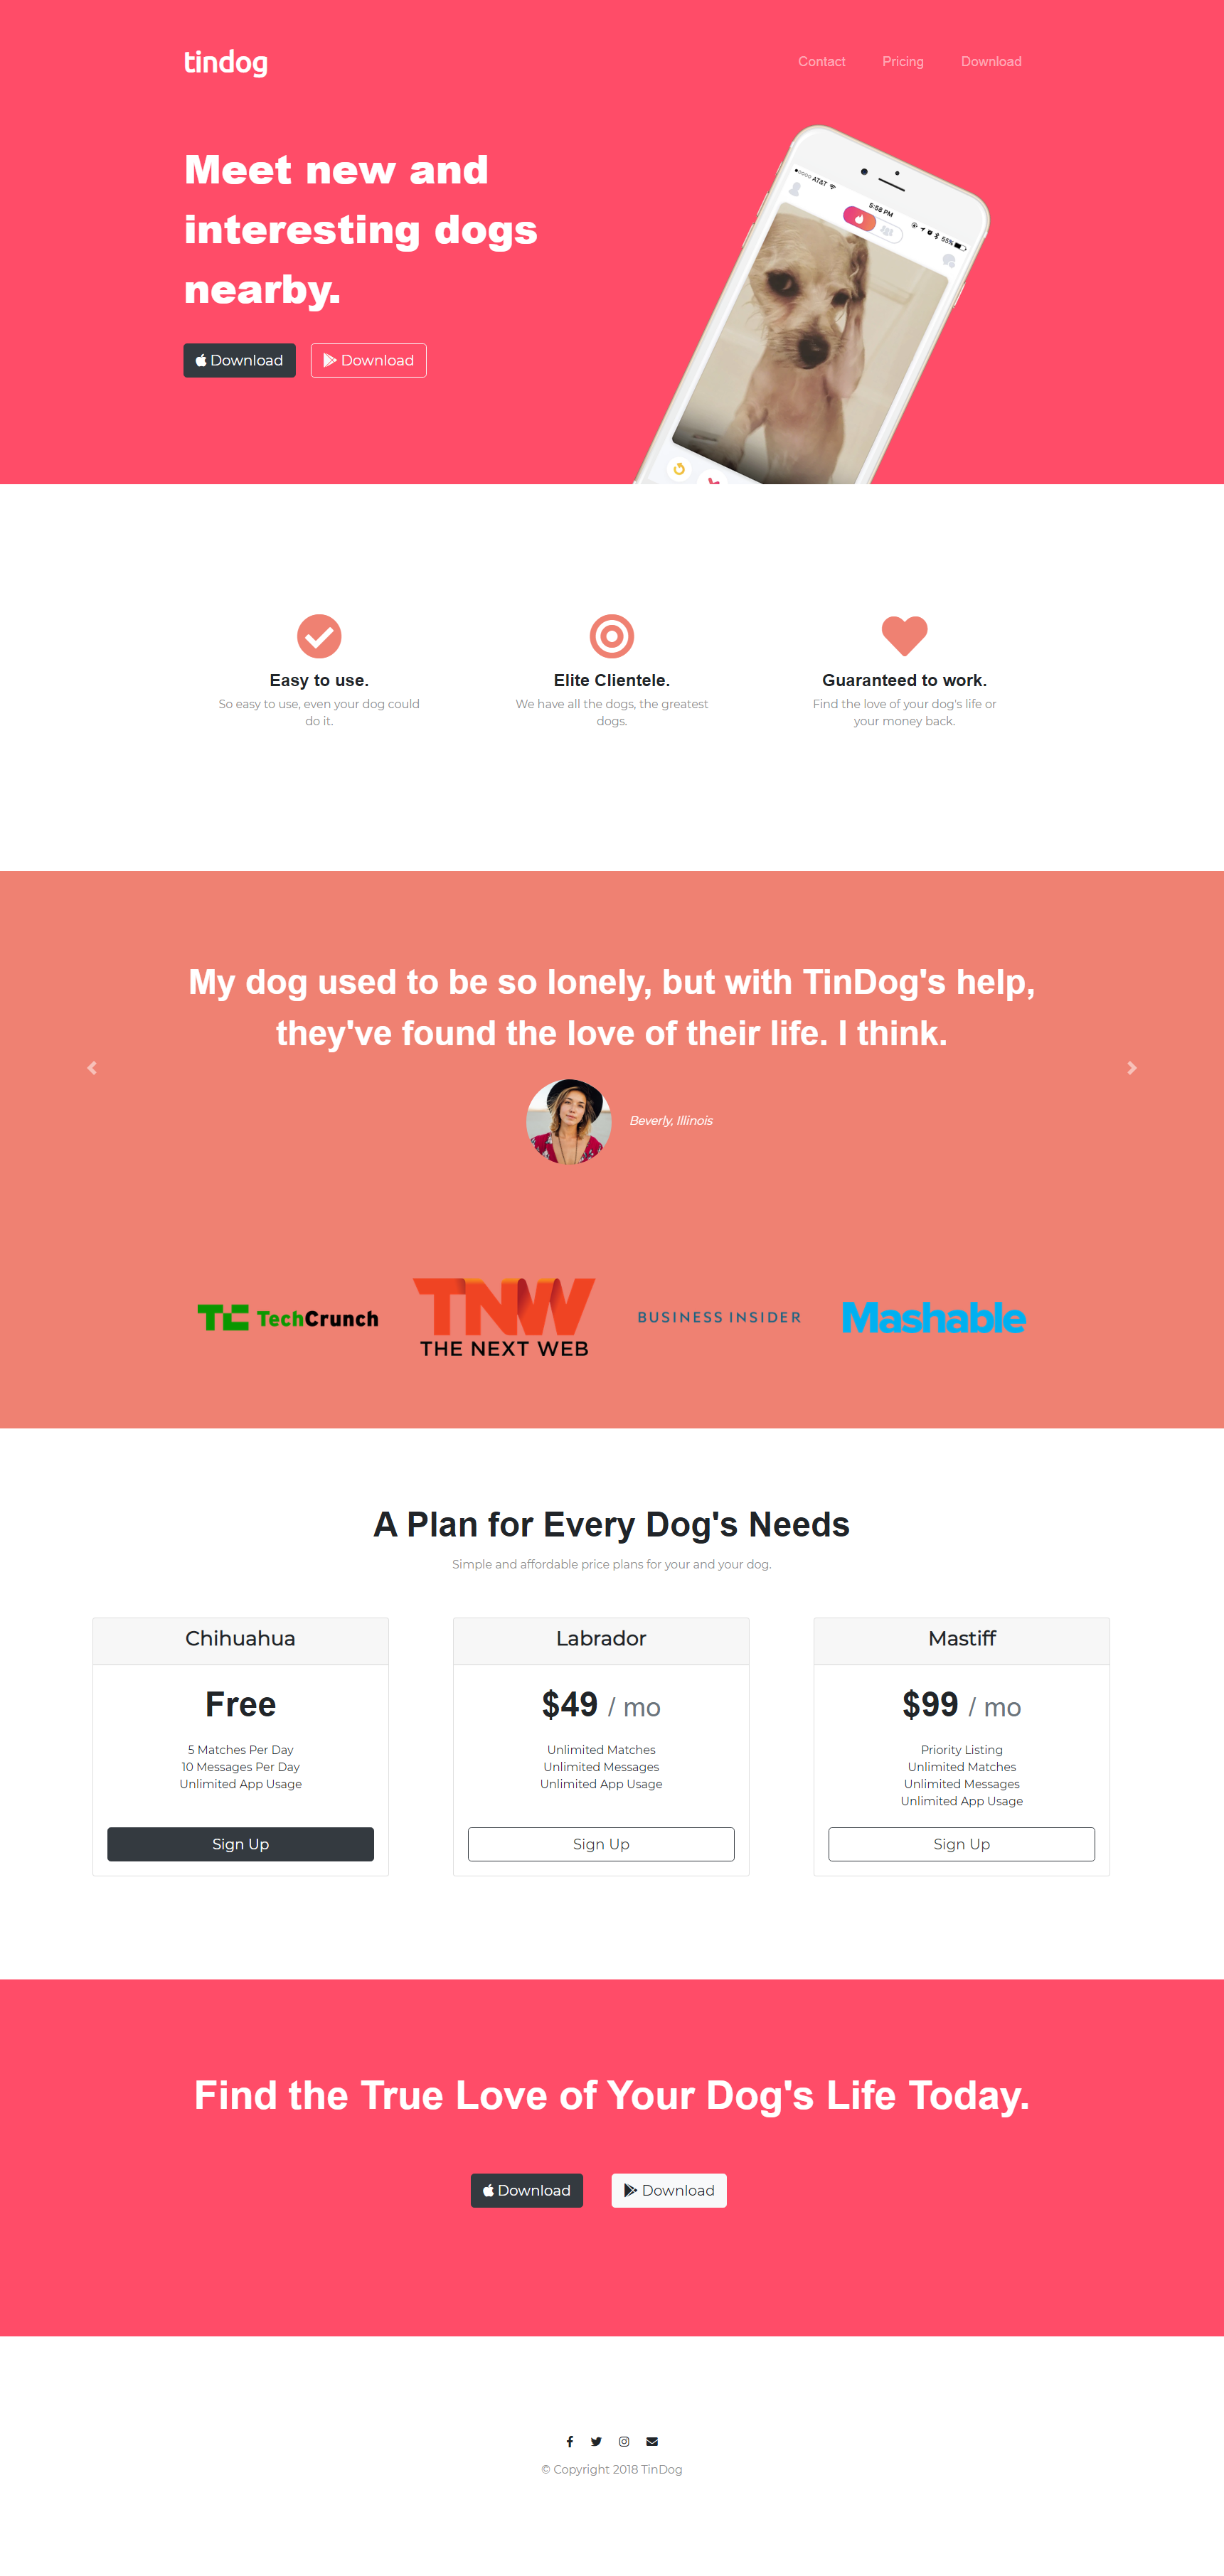 tindog
Contact Pricing Download
Meet new and
interesting dogs
nearby.
Download Download
AT&T 5:58 PM 55%
Easy to use.
So easy to use, even your dog could
do it.
Elite Clientele.
We have all the dogs, the greatest
dogs.
Guaranteed to work.
Find the love of your dog's life or
your money back.
My dog used to be so lonely, but with TinDog's help,
they've found the love of their life. I think.
Beverly, Illinois
TC TechCrunch
TNW
THE NEXT WEB
BUSINESS INSIDER
Mashable
A Plan for Every Dog's Needs
Simple and affordable price plans for your and your dog.
Chihuahua
Free
5 Matches Per Day
10 Messages Per Day
Unlimited App Usage
Sign Up
Labrador
$49 / mo
Unlimited Matches
Unlimited Messages
Unlimited App Usage
Sign Up
Mastiff
$99 / mo
Priority Listing
Unlimited Matches
Unlimited Messages
Unlimited App Usage
Sign Up
Find the True Love of Your Dog's Life Today.
Download Download
© Copyright 2018 TinDog